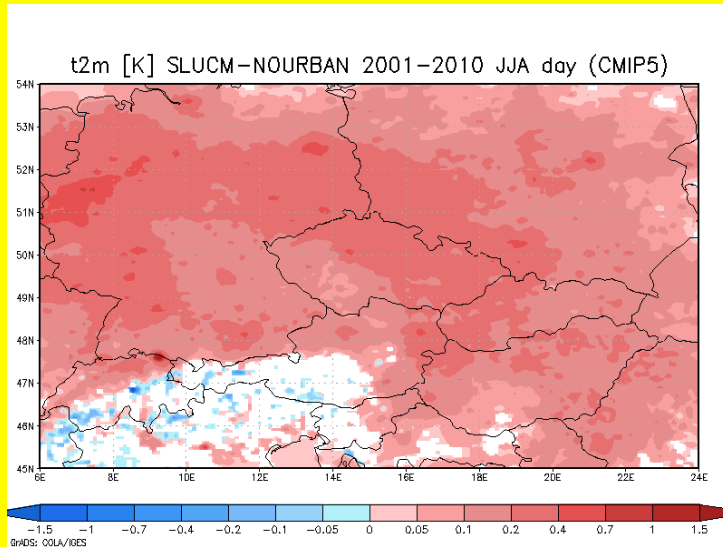 t2m [K] SLUCM-NOURBAN 2001-2010 JJA day (CMIP5)
54N
53N
52N
51N
50N
49N
48N
47N
46N
45N
6E 8E 10E 12E 14E 16E 18E 20E 22E 24E
-1.5 -1 -0.7 -0.4 -0.2 -0.1 -0.05 0 0.05 0.1 0.2 0.4 0.7 1 1.5
GrADS: COLA/IGES